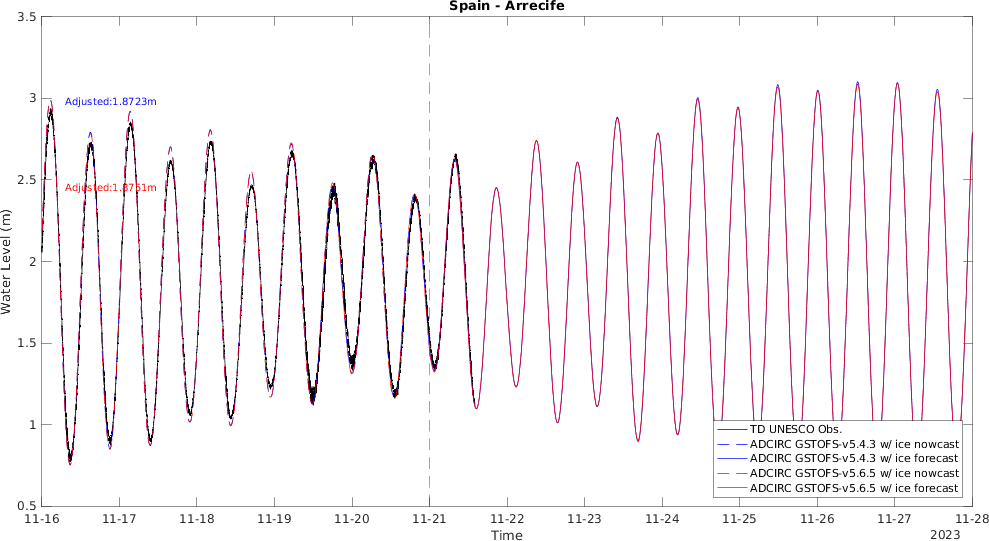 Spain - Arrecife
3.5
3
2.5
2
1.5
1
0.5
Water Level (m)
Adjusted:1.8723m
Adjusted:1.8761m
TD UNESCO Obs.
ADCIRC GSTOFS-v5.4.3 w/ ice nowcast
ADCIRC GSTOFS-v5.4.3 w/ ice forecast
ADCIRC GSTOFS-v5.6.5 w/ ice nowcast
ADCIRC GSTOFS-v5.6.5 w/ ice forecast
11-16 11-17 11-18 11-19 11-20 11-21 11-22 11-23 11-24 11-25 11-26 11-27 11-28
Time
2023